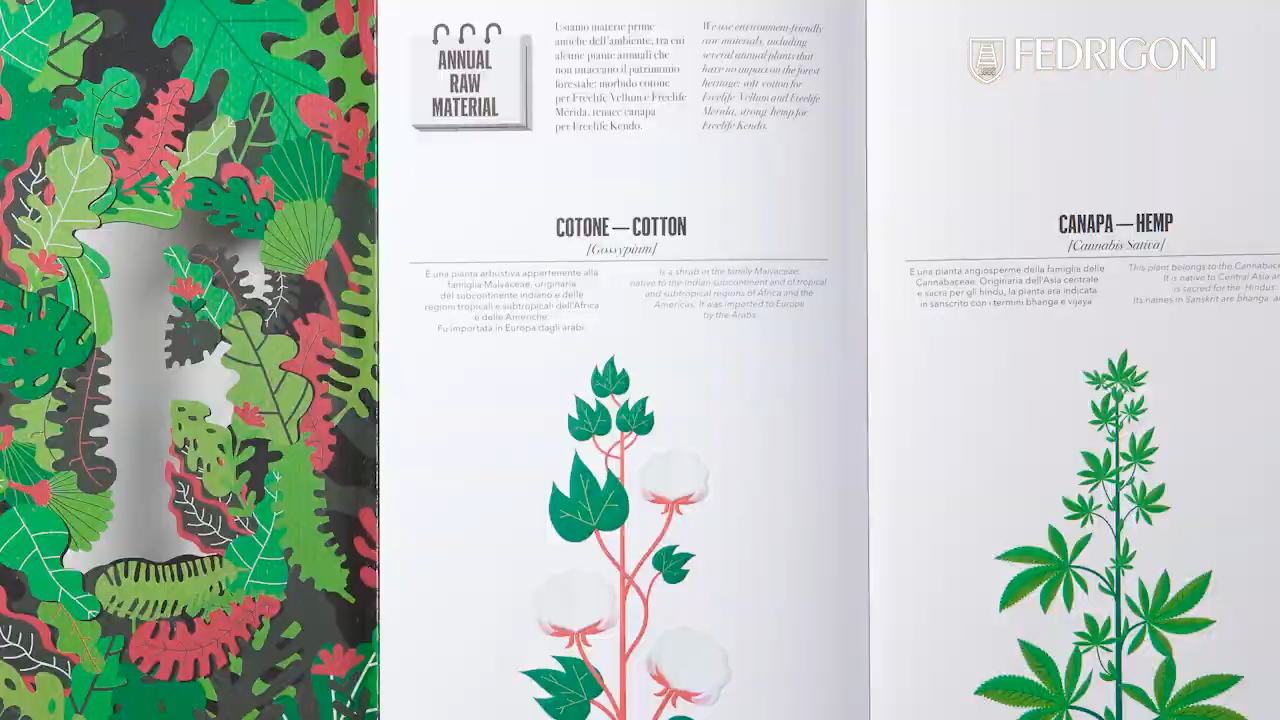 ANNUAL
RAW
MATERIAL
Usiamo materie prime
amiche dell'ambiente, tra cui
alcune piante annuali che
non intaccano il patrimonio
forestale: morbido cotone
per Freelife Vellum e Freelife
Merida, tenace canapa
per Freelife Kendo.
We use environment-friendly
raw materials, including
several annual plants that
have no impact on the forest
heritage: soft cotton for
Freelife Vellum and Freelife
Merida, strong hemp for
Freelife Kendo.
FEDRIGONI
1888
COTONE — COTTON
[Gossypium]
È una pianta arbustiva appartenente alla
famiglia Malvaceae, originaria
del subcontinente indiano e delle
regioni tropicali e subtropicali dell'Africa
e delle Americhe.
Fu importata in Europa dagli arabi.
Is a shrub in the family Malvaceae,
native to the Indian subcontinent and of tropical
and subtropical regions of Africa and the
Americas. It was imported to Europe
by the Arabs.
CANAPA — HEMP
[Cannabis Sativa]
È una pianta angiosperme della famiglia delle
Cannabaceae. Originaria dell'Asia centrale
e sacra per gli hindu, la pianta era indicata
in sanscrito con i termini bhanga e vijaya
This plant belongs to the Cannabace
It is native to Central Asia an
is sacred for the Hindus
Its names in Sanskrit are bhanga a